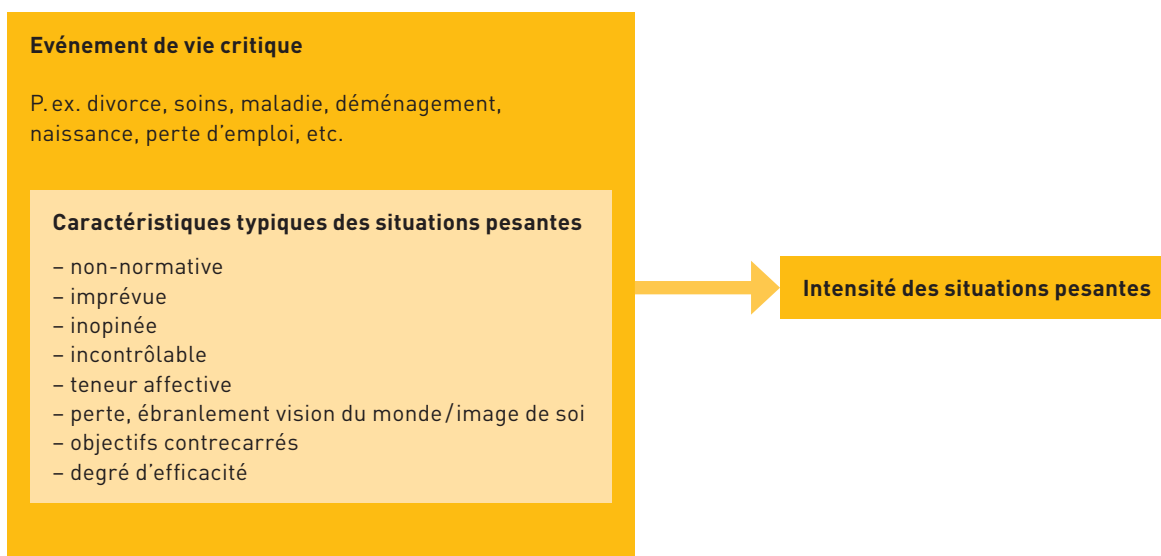 Evénement de vie critique
P. ex. divorce, soins, maladie, déménagement,
naissance, perte d’emploi, etc.
Caractéristiques typiques des situations pesantes
– non-normative
– imprévue
– inopinée
– incontrôlable
– teneur affective
– perte, ébranlement vision du monde/image de soi
– objectifs contrecarrés
– degré d’efficacité
Intensité des situations pesantes